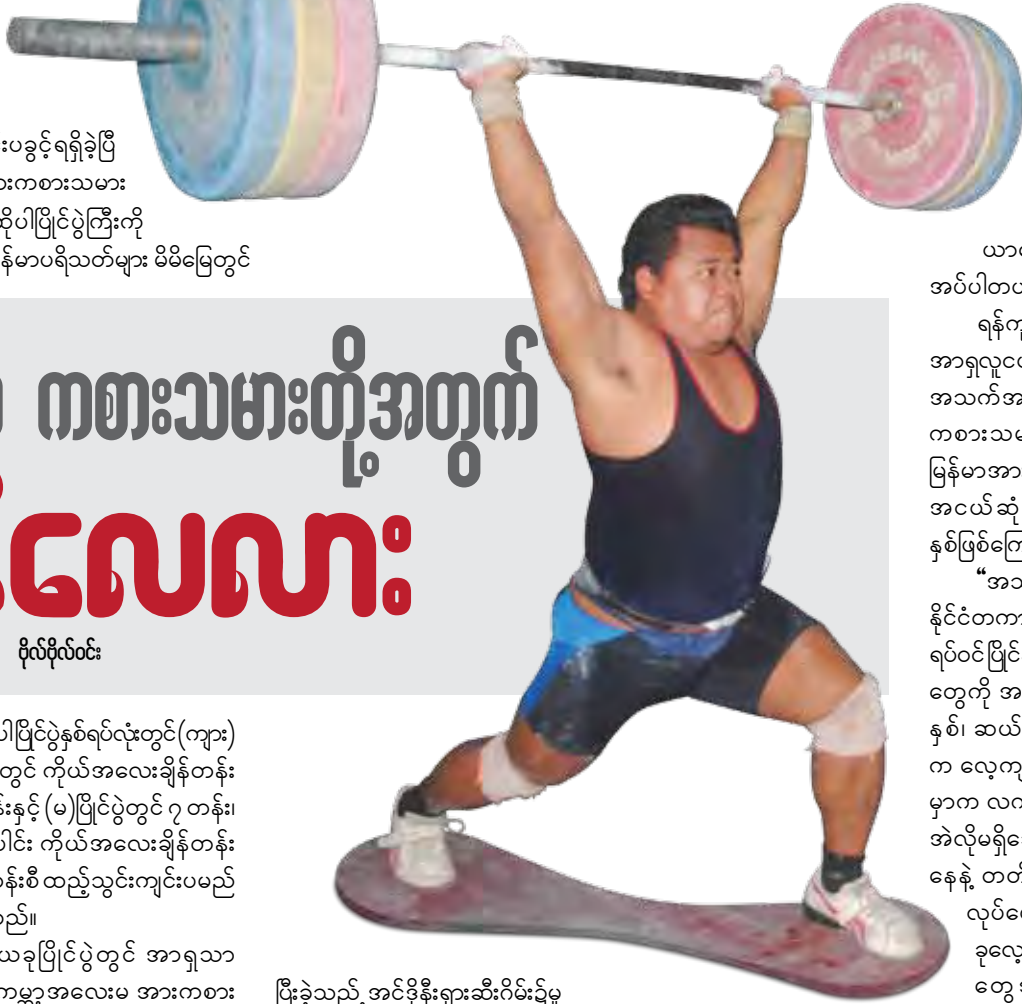 ပခွင့်ရရှိခဲ့ပြီ
ကစားသမား
ထိုပါပြိုင်ပွဲကြီးကို
န်မာပရိသတ်များ မိမိမြေတွင်
ကစားသမားတို့အတွက်
လေလား
ဗိုလ်ဗိုလ်ဝင်း
ပါပြိုင်ပွဲနှစ်ရပ်လုံးတွင်(ကျား)
တွင် ကိုယ်အလေးချိန်တန်း
န်းနှင့် (မ)ပြိုင်ပွဲတွင် ၇ တန်း၊
ပါင်း ကိုယ်အလေးချိန်တန်း
တန်းစီ ထည့်သွင်းကျင်းပမည်
သည်။
ယခုပြိုင်ပွဲတွင် အာရှသာ
ကမ္ဘာ့အလေးမ အားကစား
ပြီးခဲ့သည့် အင်ဒိုနီးရှားဆီးဂိမ်း၌မူ
အပ်ပါတယ
ရန်ကု
အာရှလူငယ
အသက်အ
ကစားသမ
မြန်မာအား
အငယ်ဆုံး
နှစ်ဖြစ်ကြေ
“အသ
နိုင်ငံတကာ
ရပ်ဝင်ပြိုင်
တွေကို အ
နှစ်၊ ဆယ်
က လေ့ကျ
မှာက လက
အဲလိုမရှိ
နေနဲ့ တတ်
လုပ်
ခုလေ
တွေ